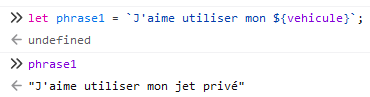 ≫ let phrase1 = `J'aime utiliser mon ${vehicule}`;
← undefined
≫ phrase1
← "J'aime utiliser mon jet privé"